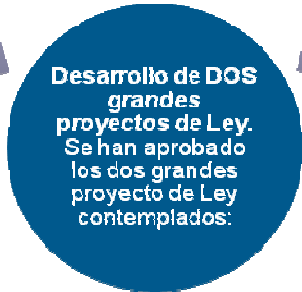 Desarrollo de DOS
grandes
proyectos de Ley.
Se han aprobado
los dos grandes
proyecto de Ley
contemplados: